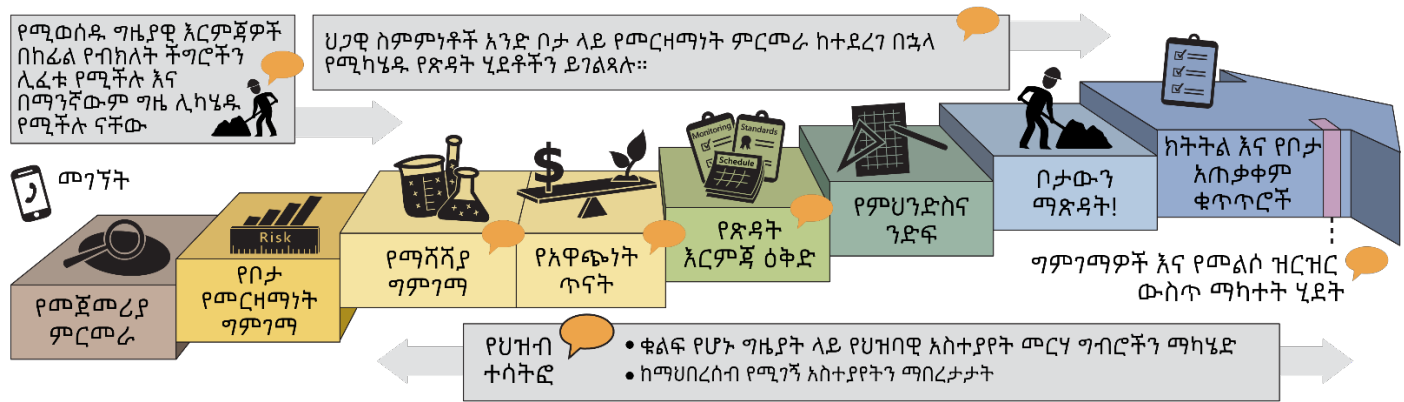 የሚወሰዱ ግዜያዊ እርምጃዎች
በከፊል የብክለት ችግሮችን
ሊፈቱ የሚችሉ እና
በማንኛውም ግዜ ሊካሄዱ
የሚችሉ ናቸው
ህጋዊ ስምምነቶች አንድ ቦታ ላይ የመርዛማነት ምርመራ ከተደረገ በኋላ
የሚካሄዱ የጽዳት ሂደቶችን ይገልጻሉ።
መገኘት
የመጀመሪያ
ምርመራ
Risk
የቦታ
የመርዛማነት
ግምገማ
የማሻሻያ
ግምገማ
$
የአዋጭነት
ጥናት
Monitoring
Standards
Schedule
የጽዳት
እርምጃ ዕቅድ
የምህንድስና
ንድፍ
ቦታውን
ማጽዳት!
ክትትል እና የቦታ
አጠቃቀም
ቁጥጥሮች
ግምገማዎች እና የመልሶ ዝርዝር
ውስጥ ማካተት ሂደት
የህዝብ
ተሳትፎ
• ቁልፍ የሆኑ ግዜያት ላይ የህዝባዊ አስተያየት መርሃ ግብሮችን ማካሄድ
• ከማህበረሰብ የሚገኝ አስተያየትን ማበረታታት